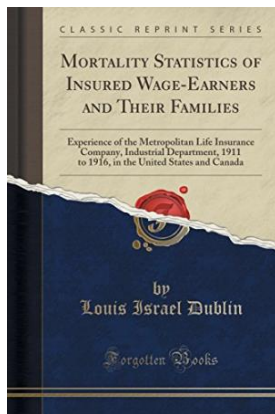 CLASSIC REPRINT SERIES
MORTALITY STATISTICS OF
INSURED WAGE-EARNERS
AND THEIR FAMILIES
Experience of the Metropolitan Life Insurance
Company, Industrial Department, 1911
to 1916, in the United States and Canada
by
Louis Israel Dublin
Forgotten Books